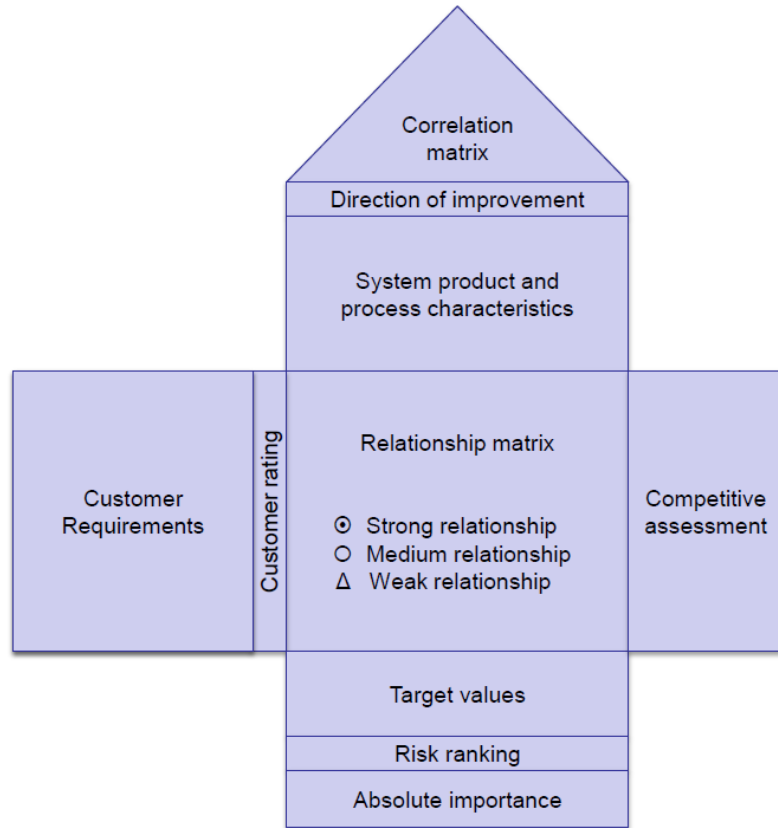 Correlation
matrix
Direction of improvement
System product and
process characteristics
Customer
Requirements
Customer rating
Relationship matrix
⊙ Strong relationship
○ Medium relationship
Δ Weak relationship
Competitive
assessment
Target values
Risk ranking
Absolute importance